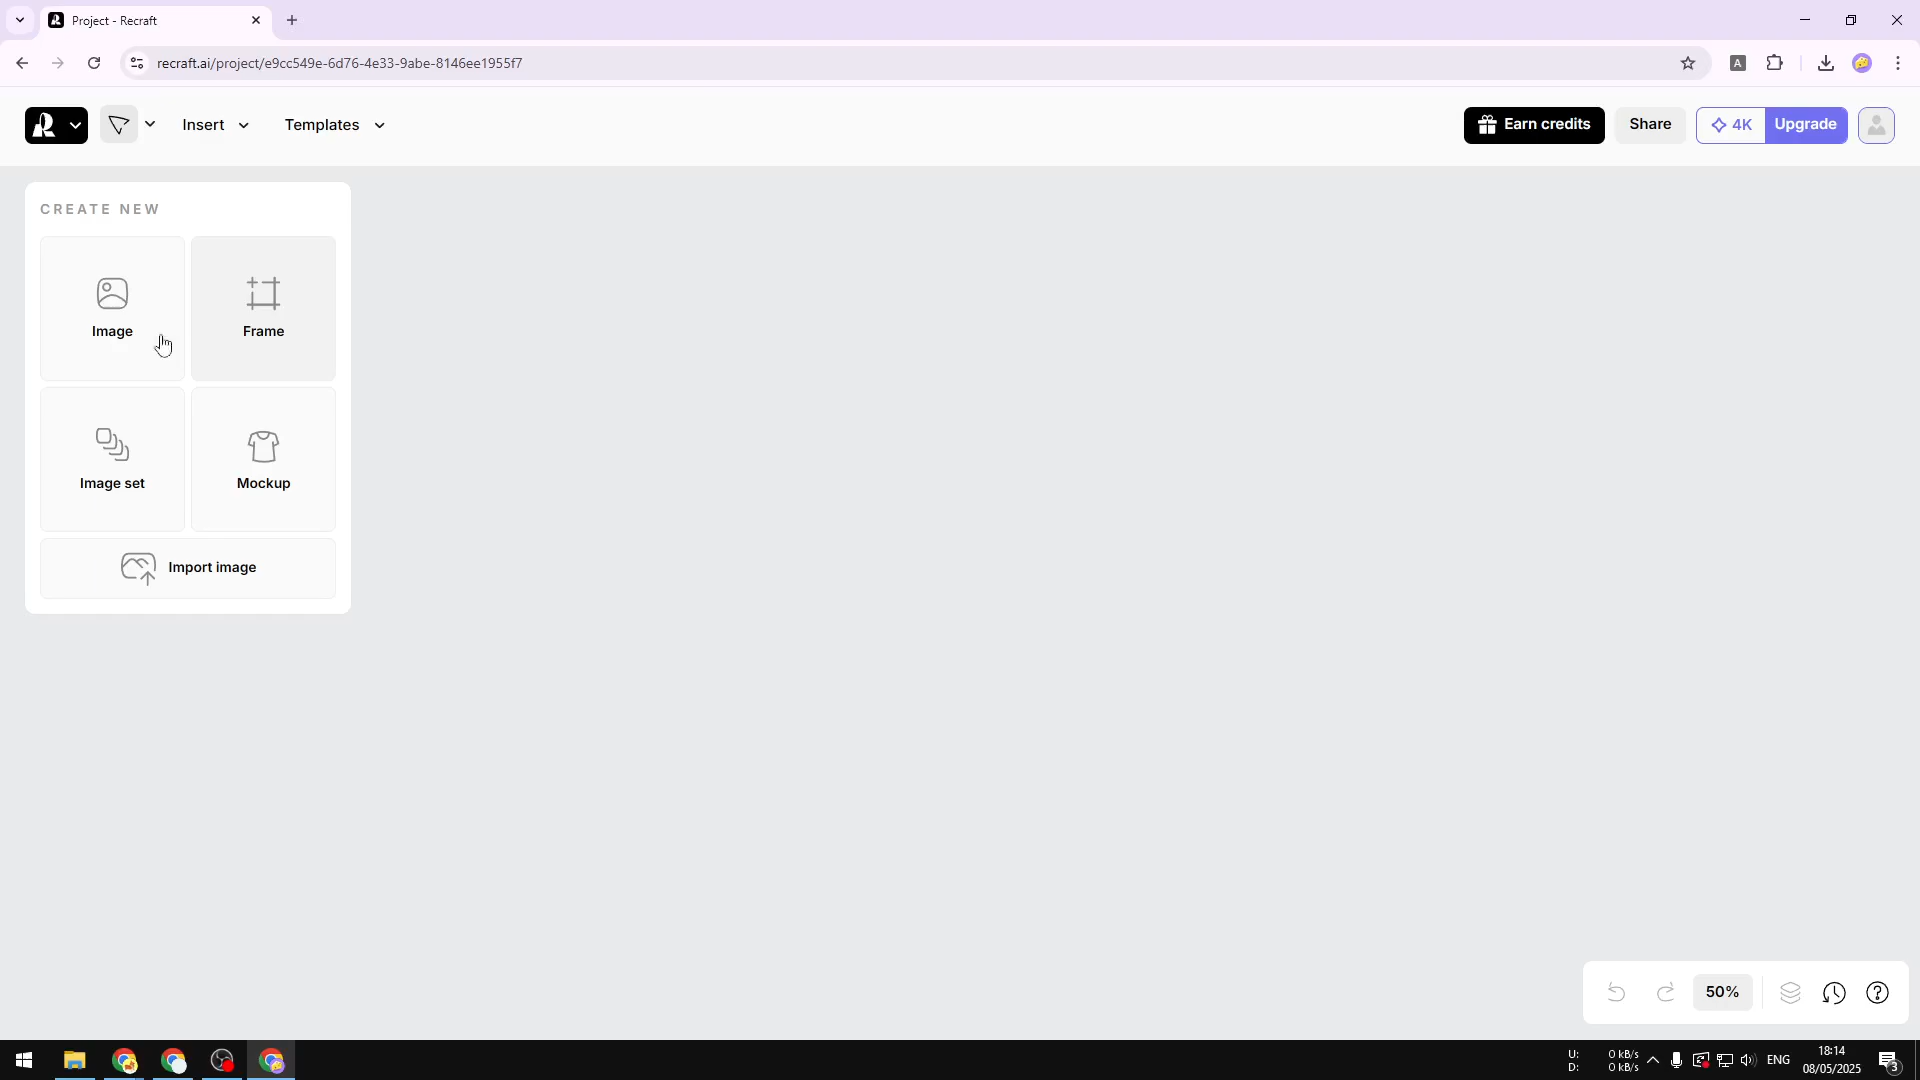 Project - Recraft
recraft.ai/project/e9cc549e-6d76-4e33-9abe-8146ee1955f7
A
Insert
Templates
Earn credits
Share
4K
Upgrade
CREATE NEW
Image
Frame
Image set
Mockup
Import image
50%
U: 0 kB/s
D: 0 kB/s
ENG
18:14
08/05/2025
3